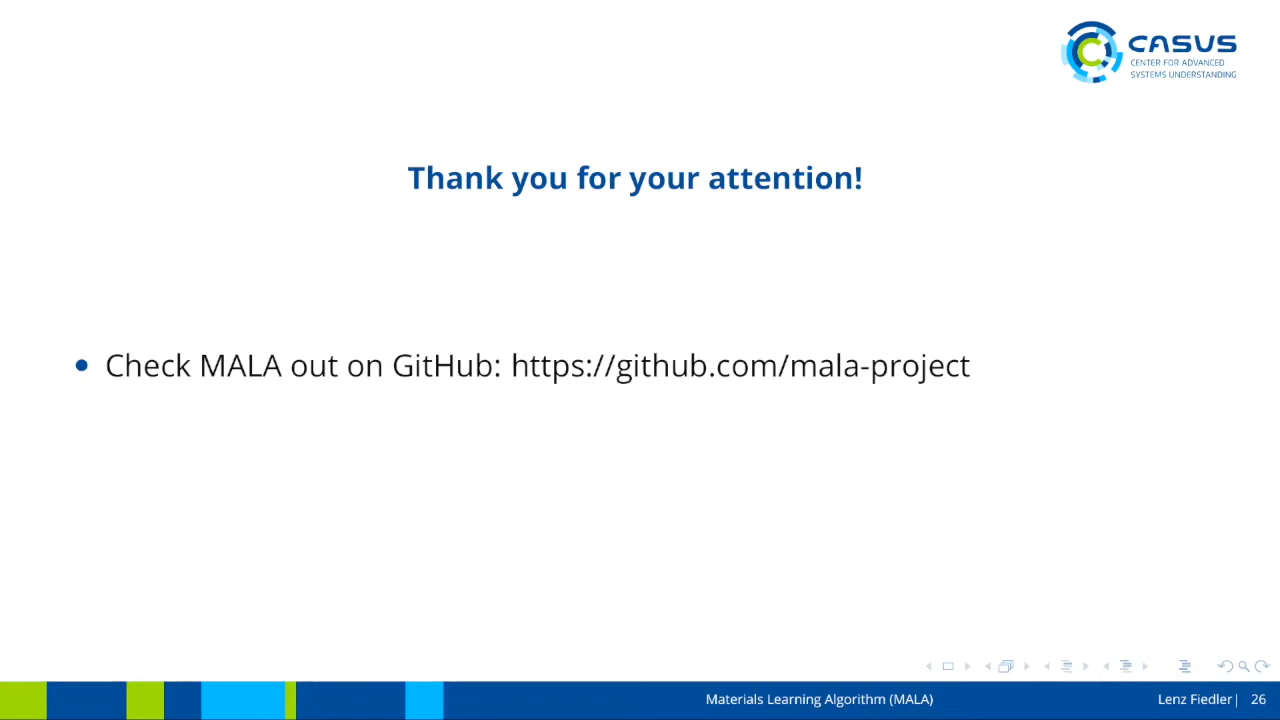 CASUS
CENTER FOR ADVANCED
SYSTEMS UNDERSTANDING
Thank you for your attention!
• Check MALA out on GitHub: https://github.com/mala-project
Materials Learning Algorithm (MALA)
Lenz Fiedler| 26